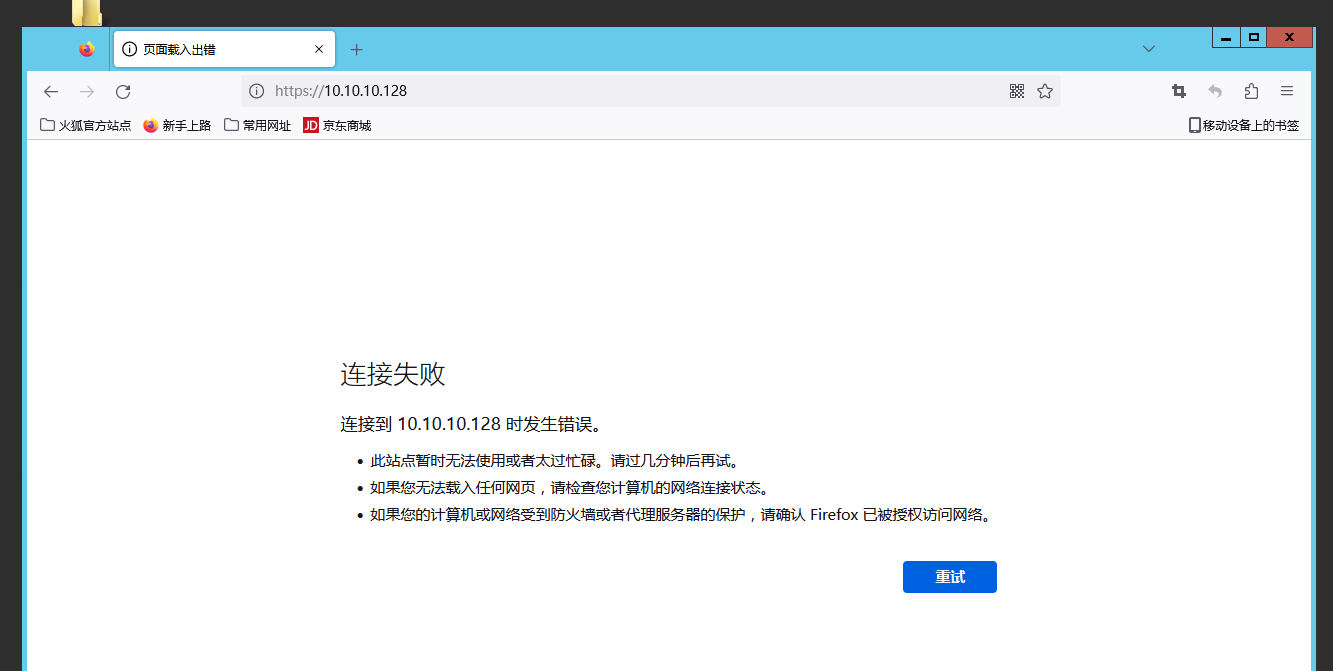 页面载入出错
https://10.10.10.128
火狐官方站点 新手上路 常用网址 JD 京东商城 移动设备上的书签
连接失败
连接到 10.10.10.128 时发生错误。
此站点暂时无法使用或者太过忙碌。请过几分钟后再试。
如果您无法载入任何网页，请检查您计算机的网络连接状态。
如果您的计算机或网络受到防火墙或者代理服务器的保护，请确认 Firefox 已被授权访问网络。
重试